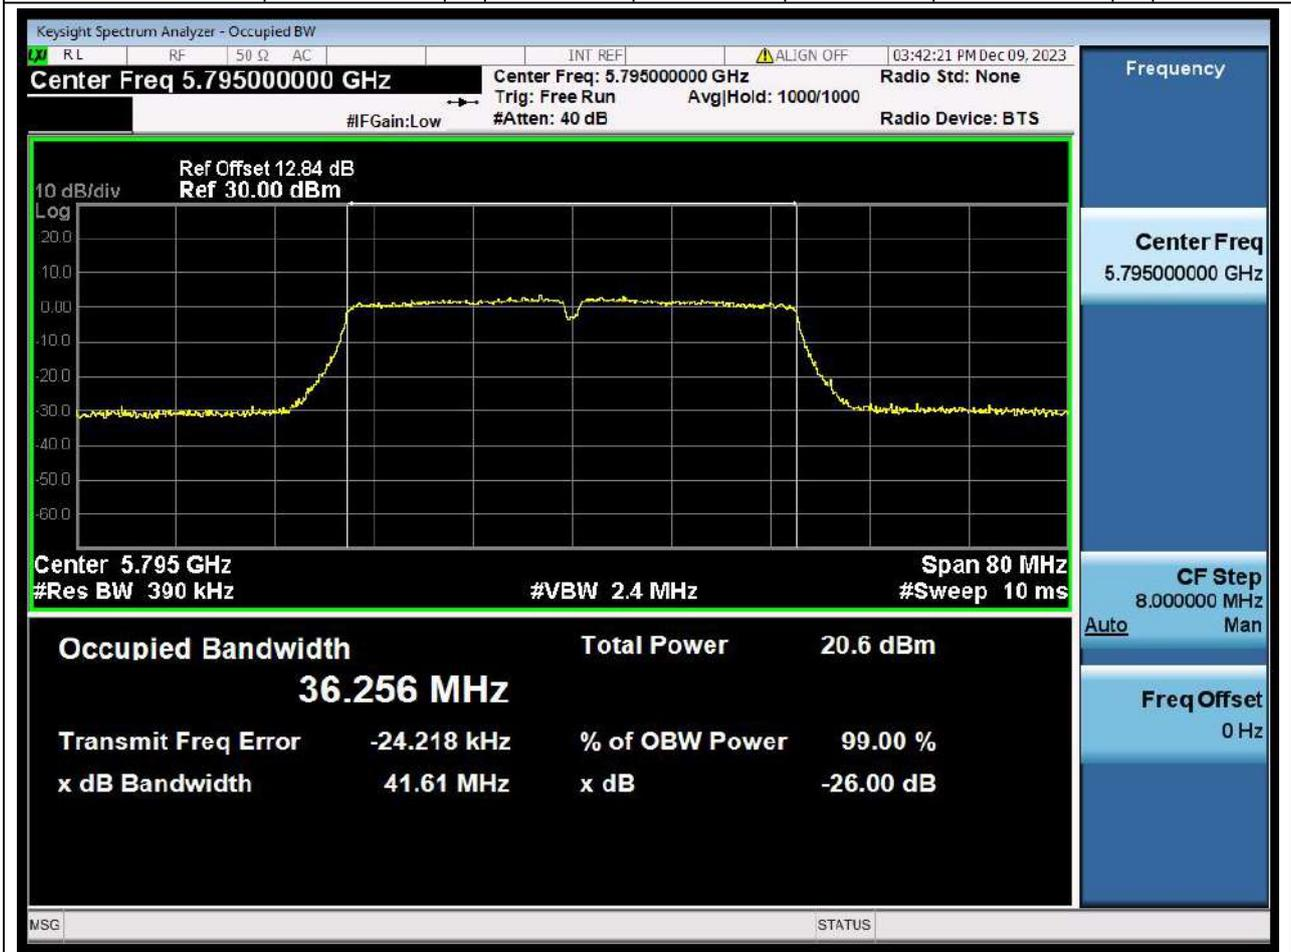 Keysight Spectrum Analyzer - Occupied BW
LXI RL RF 50 Ω AC INT REF ALIGN OFF 03:42:21 PM Dec 09, 2023
Center Freq 5.795000000 GHz
Center Freq: 5.795000000 GHz Radio Std: None
Trig: Free Run Avg|Hold: 1000/1000
#IFGain:Low #Atten: 40 dB Radio Device: BTS
Ref Offset 12.84 dB
10 dB/div Ref 30.00 dBm
Log
20.0
10.0
0.00
-10.0
-20.0
-30.0
-40.0
-50.0
-60.0
Center 5.795 GHz Span 80 MHz
#Res BW 390 kHz #VBW 2.4 MHz #Sweep 10 ms
Occupied Bandwidth Total Power 20.6 dBm
36.256 MHz
Transmit Freq Error -24.218 kHz % of OBW Power 99.00 %
x dB Bandwidth 41.61 MHz x dB -26.00 dB
Frequency
Center Freq
5.795000000 GHz
CF Step
8.000000 MHz
Auto Man
Freq Offset
0 Hz
MSG STATUS